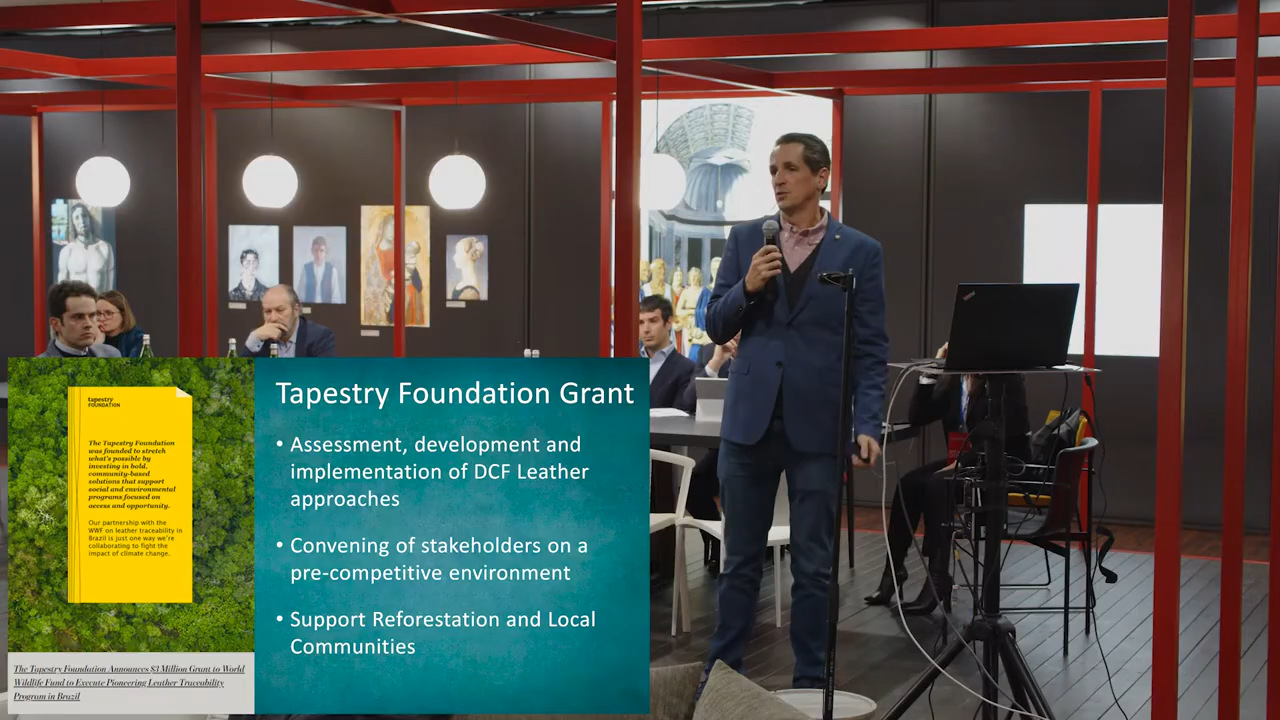 tapestry
FOUNDATION
The Tapestry Foundation
was founded to stretch
what's possible by
investing in bold,
community-based
solutions that support
social and environmental
programs focused on
access and opportunity.
Our partnership with the
WWF on leather traceability in
Brazil is just one way we're
collaborating to fight the
impact of climate change.
The Tapestry Foundation Announces $3 Million Grant to World
Wildlife Fund to Execute Pioneering Leather Traceability
Program in Brazil
Tapestry Foundation Grant
• Assessment, development and
implementation of DCF Leather
approaches
• Convening of stakeholders on a
pre-competitive environment
• Support Reforestation and Local
Communities